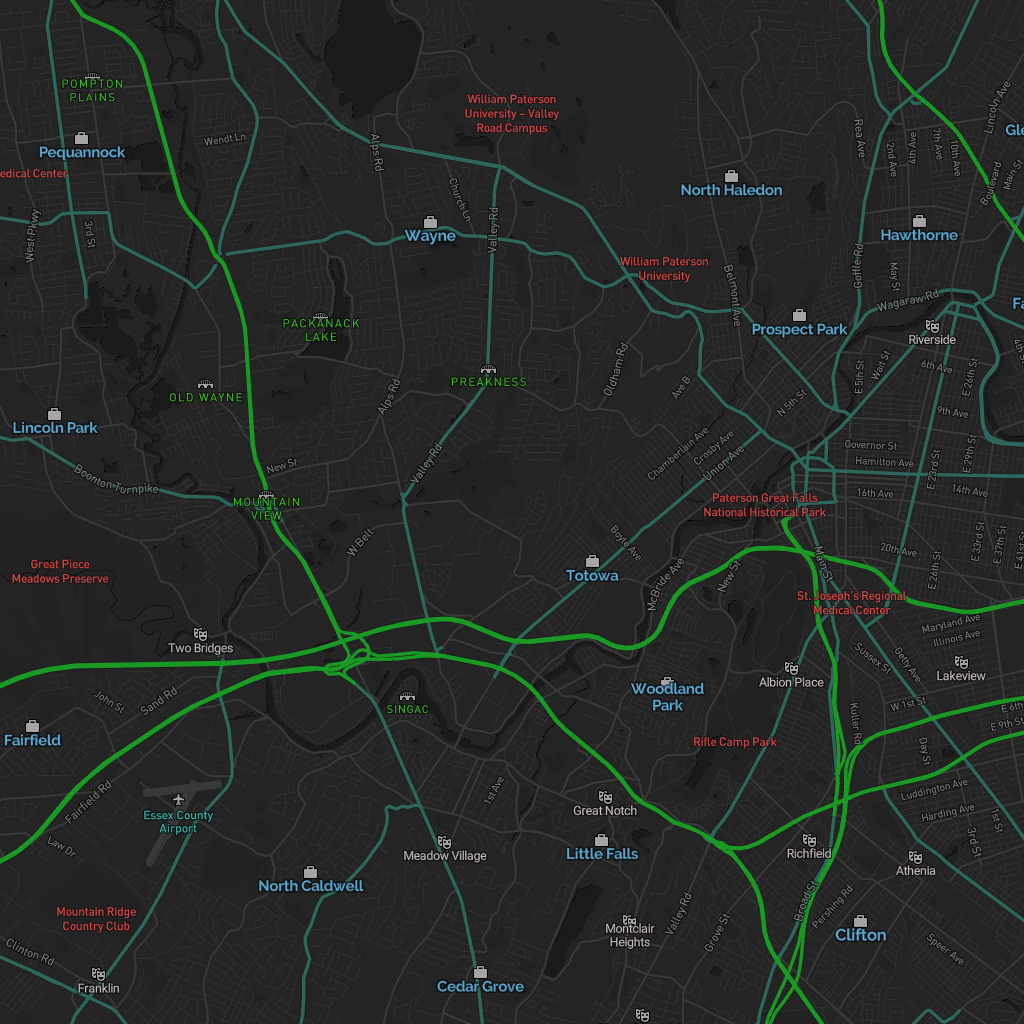 POMPTON
PLAINS
Pequannock
edical Center
West Pkwy
3rd St
Wendt Ln
Alps Rd
William Paterson
University – Valley
Road Campus
Church Ln
Valley Rd
Wayne
North Haledon
William Paterson
University
Belmont Ave
Rea Ave
2nd Ave
4th Ave
7th Ave
10th Ave
Lincoln Ave
Gle
Boulevard
Main St
Hawthorne
Goffle Rd
May St
Wagaraw Rd
Fa
Prospect Park
Riverside
PACKANACK
LAKE
PREAKNESS
OLD WAYNE
Alps Rd
Oldham Rd
Ave B
N 5th St
E 5th St
Wait St
6th Ave
E 26th St
4th
9th Ave
Lincoln Park
Boonton Turnpike
New St
MOUNTAIN
VIEW
Valley Rd
W Belt
Chamberlain Ave
Crosby Ave
Union Ave
Governor St
Hamilton Ave
E 23rd St
E 29th St
14th Ave
16th Ave
Paterson Great Falls
National Historical Park
Great Piece
Meadows Preserve
Boyle Ave
Totowa
McBride Ave
New St
Main St
20th Ave
E 26th St
E 33rd St
E 37th St
E 41st St
St. Joseph's Regional
Medical Center
Maryland Ave
Illinois Ave
Two Bridges
Sussex St
Getty Ave
Lakeview
Albion Place
Woodland
Park
John St
Sand Rd
SINGAC
Kuller Rd
W 1st St
E 6th
E 9th St
Fairfield
Rifle Camp Park
Day St
Fairfield Rd
Essex County
Airport
Law Dr
1st Ave
Great Notch
Luddington Ave
Harding Ave
3rd St
1st St
Meadow Village
Little Falls
Richfield
Athenia
North Caldwell
Mountain Ridge
Country Club
Clinton Rd
Franklin
Montclair
Heights
Valley Rd
Grove St
Broad St
Pershing Rd
Clifton
Speer Ave
Cedar Grove